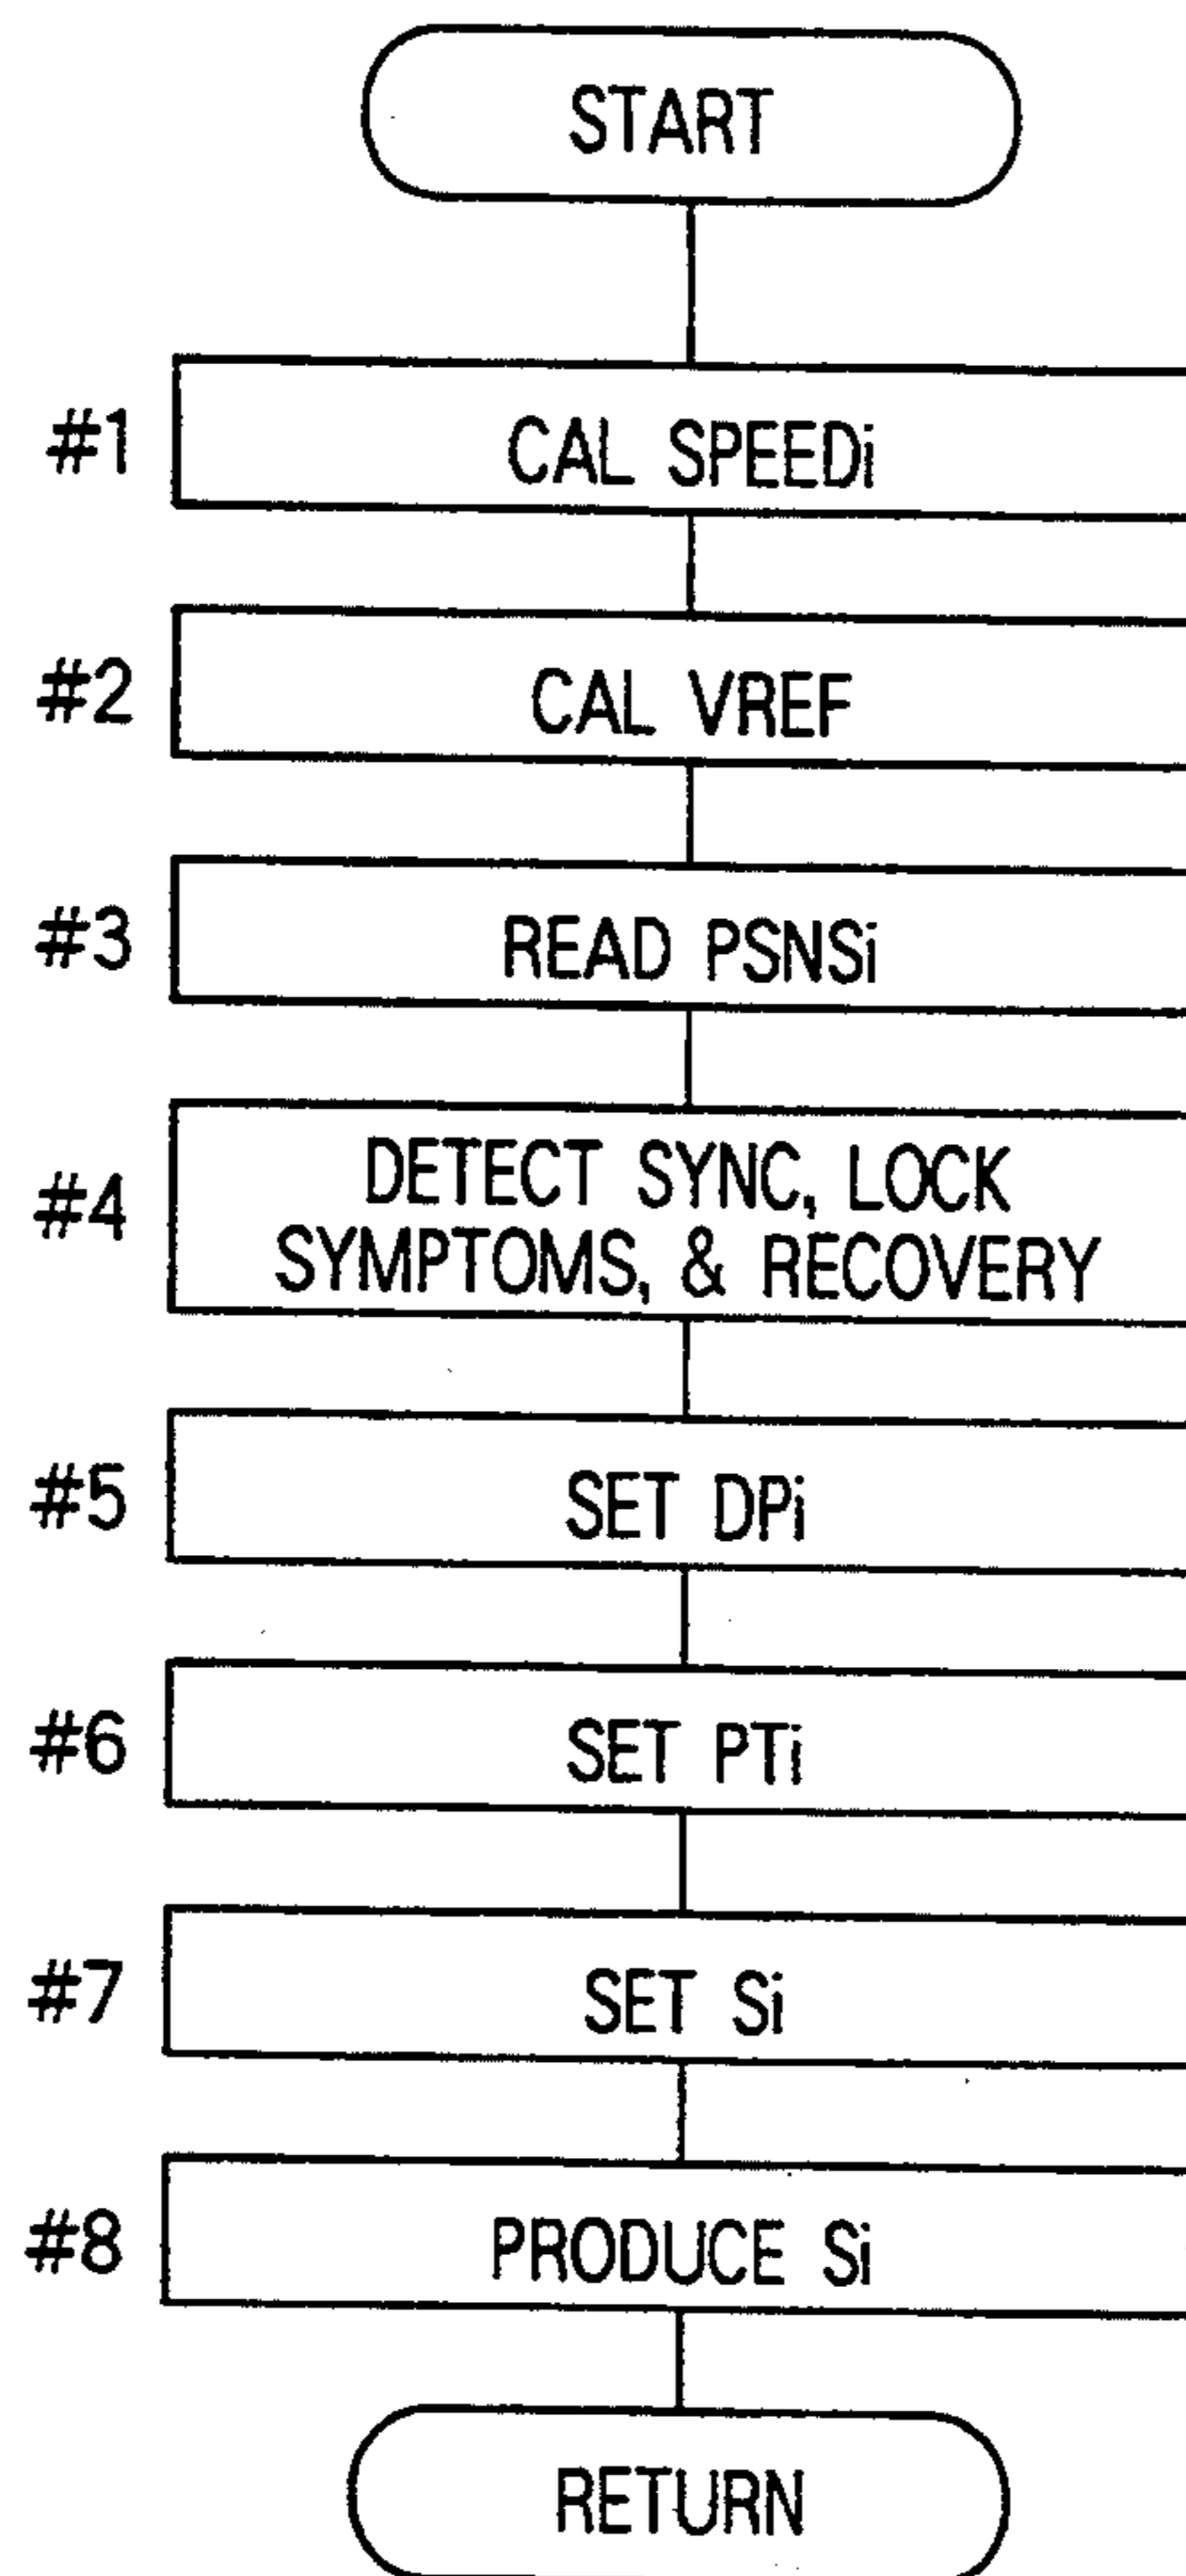 START
#1 CAL SPEEDi
#2 CAL VREF
#3 READ PSNSi
#4 DETECT SYNC, LOCK
SYMPTOMS, & RECOVERY
#5 SET DPi
#6 SET PTi
#7 SET Si
#8 PRODUCE Si
RETURN